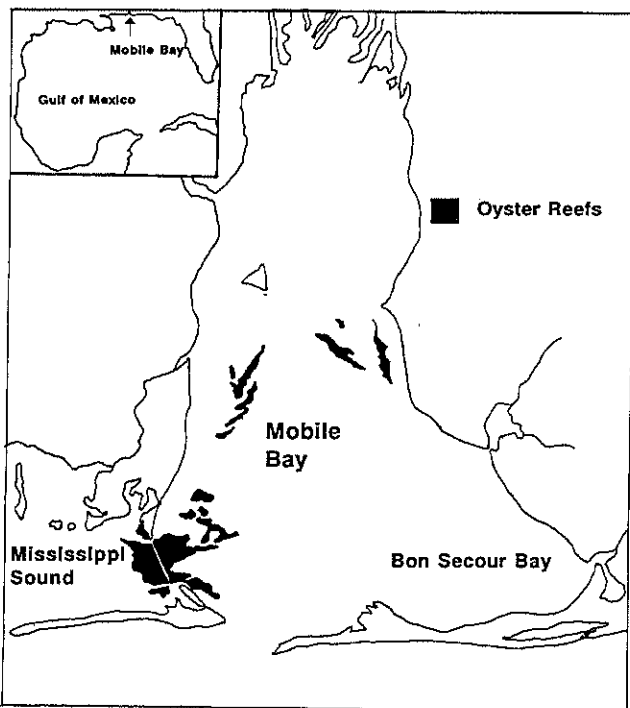 Mobile Bay
Gulf of Mexico
Oyster Reefs
Mobile
Bay
Mississippi
Sound
Bon Secour Bay